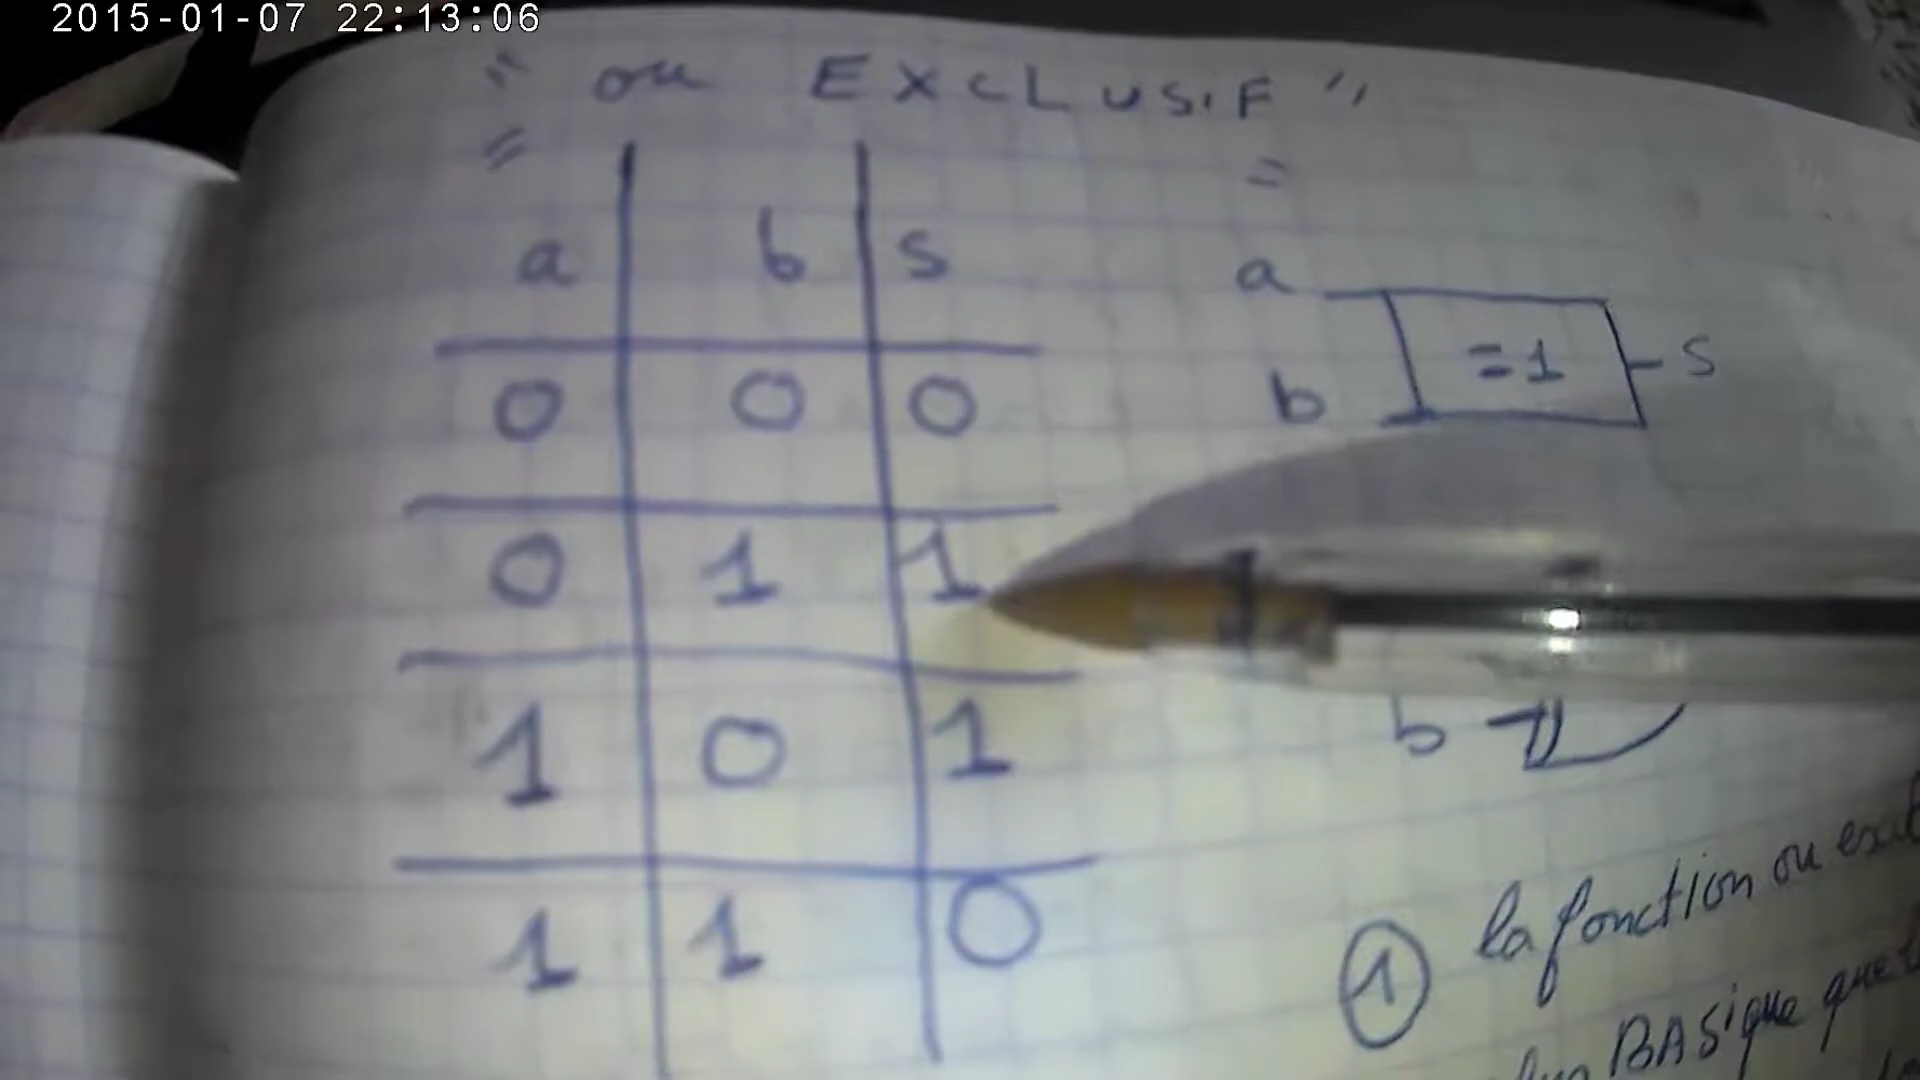 2015-01-07 22:13:06
" ou EXCLUSIF "
= =
a b s
0 0 0
0 1 1
1 0 1
1 1 0
a
=1 s
b
b
1 la fonction ou
BASique que